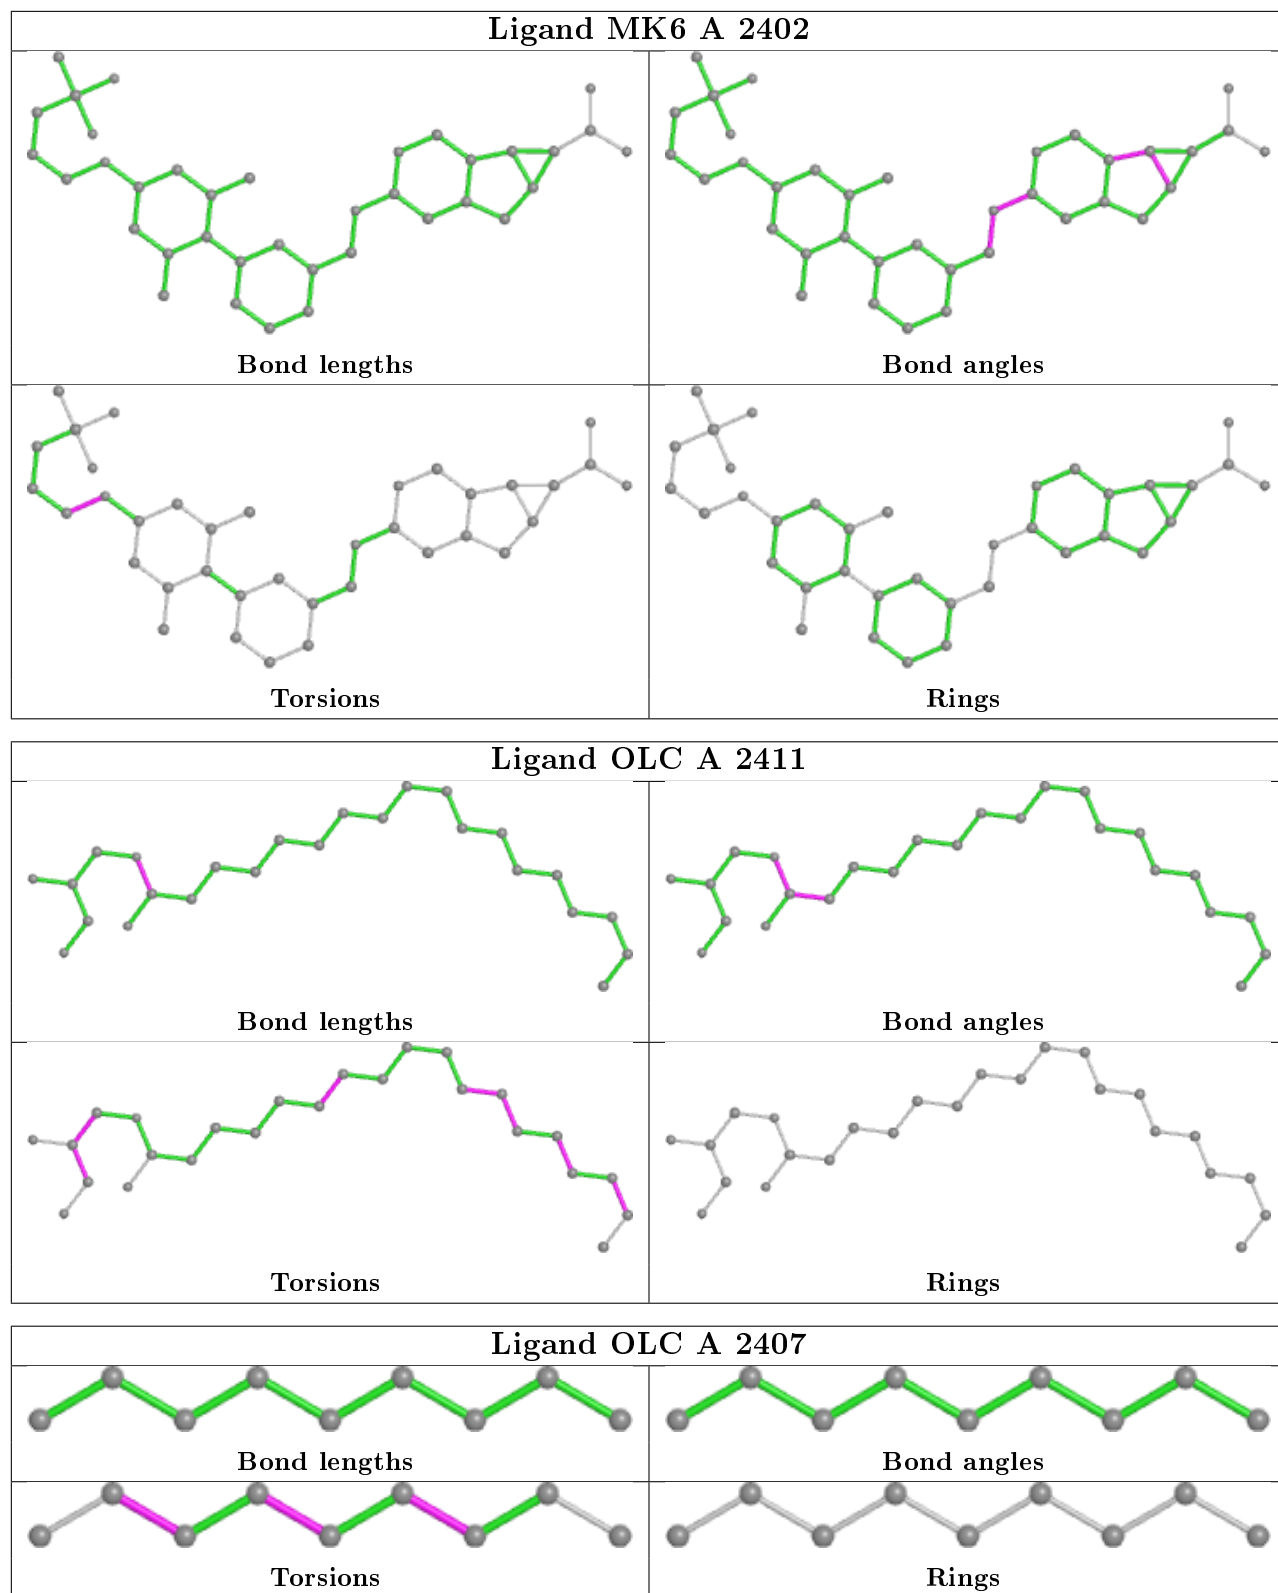 Ligand MK6 A 2402
Bond lengths
Bond angles
Torsions
Rings
Ligand OLC A 2411
Bond lengths
Bond angles
Torsions
Rings
Ligand OLC A 2407
Bond lengths
Bond angles
Torsions
Rings